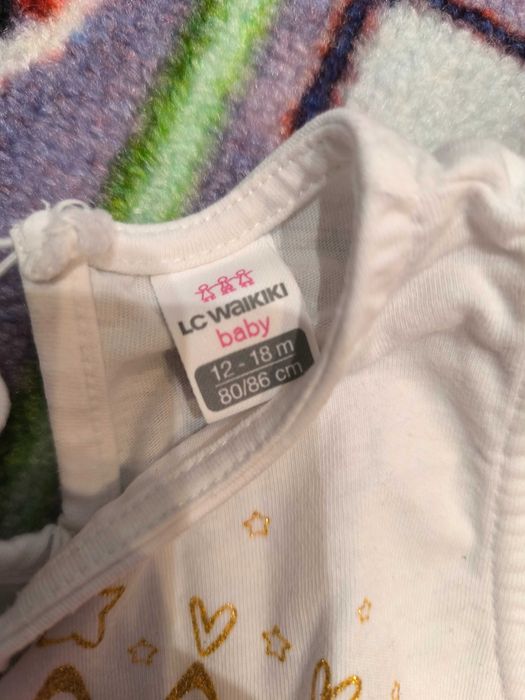 LC WAIKIKI
baby
12 - 18 m
80/86 cm